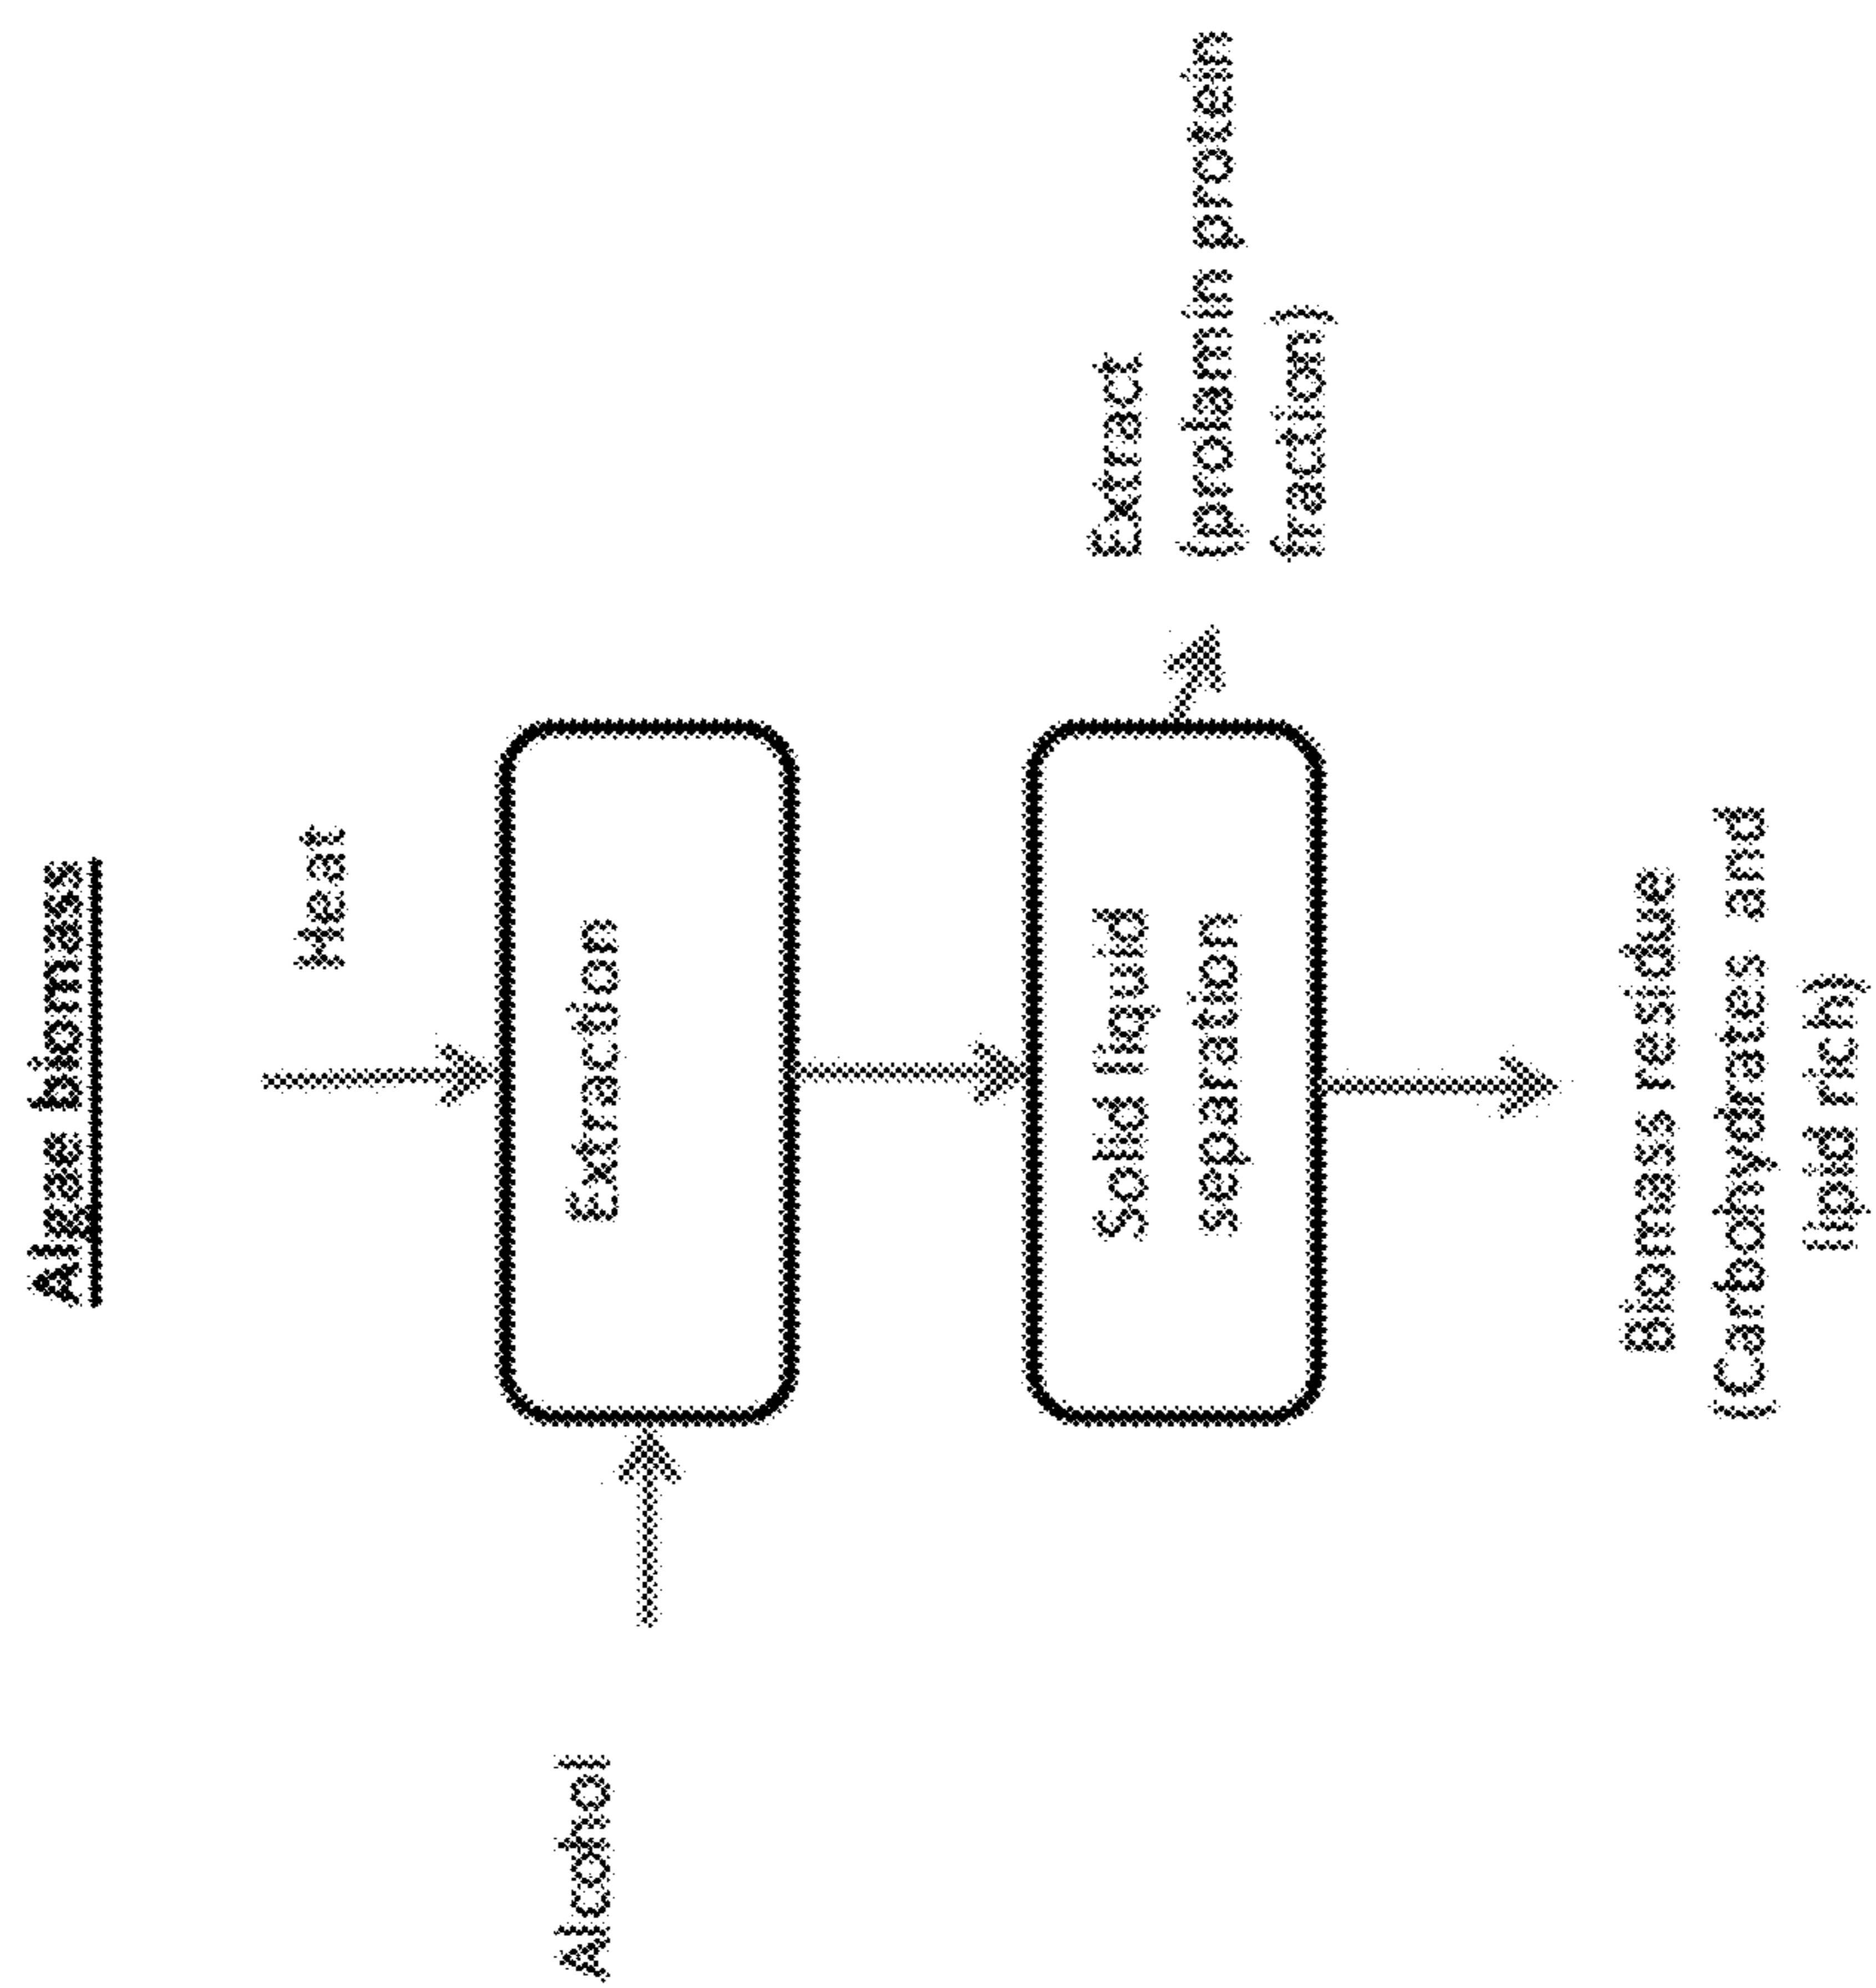 Algae biomass
Heat
Alcohol
Extraction
Solid liquid
separation
Extract
(prolamin protein
fraction)
Biomass residue
(Carbohydrates and
lipid rich)